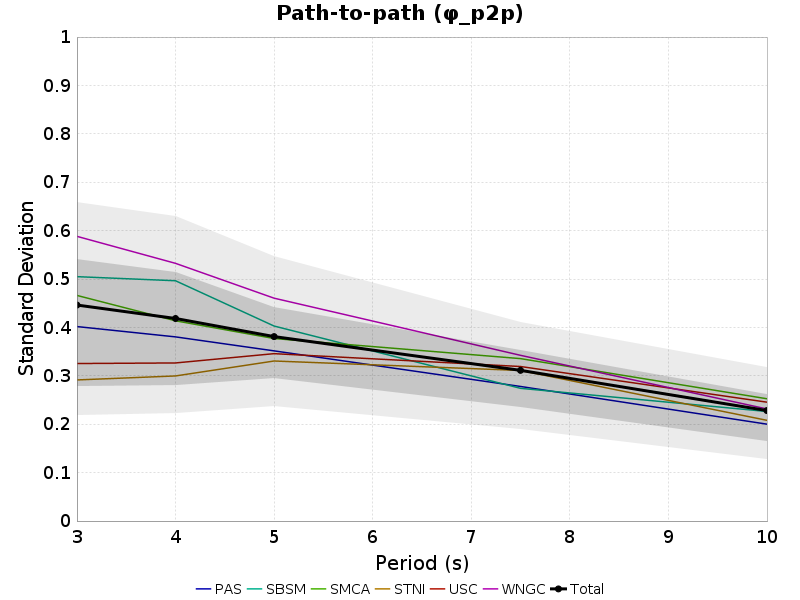 Path-to-path (φ_p2p)
1
0.9
0.8
0.7
0.6
0.5
0.4
0.3
0.2
0.1
0
Standard Deviation
3 4 5 6 7 8 9 10
Period (s)
PAS SBSM SMCA STNI USC WNGC Total